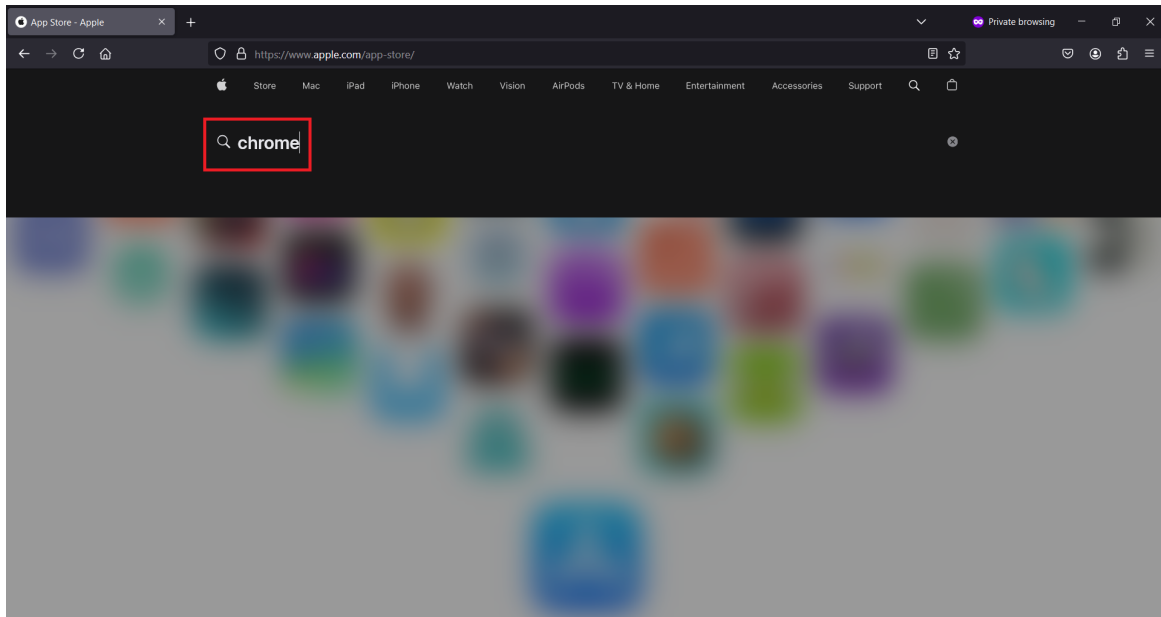 App Store - Apple
Private browsing
https://www.apple.com/app-store/
Store Mac iPad iPhone Watch Vision AirPods TV & Home Entertainment Accessories Support
chrome